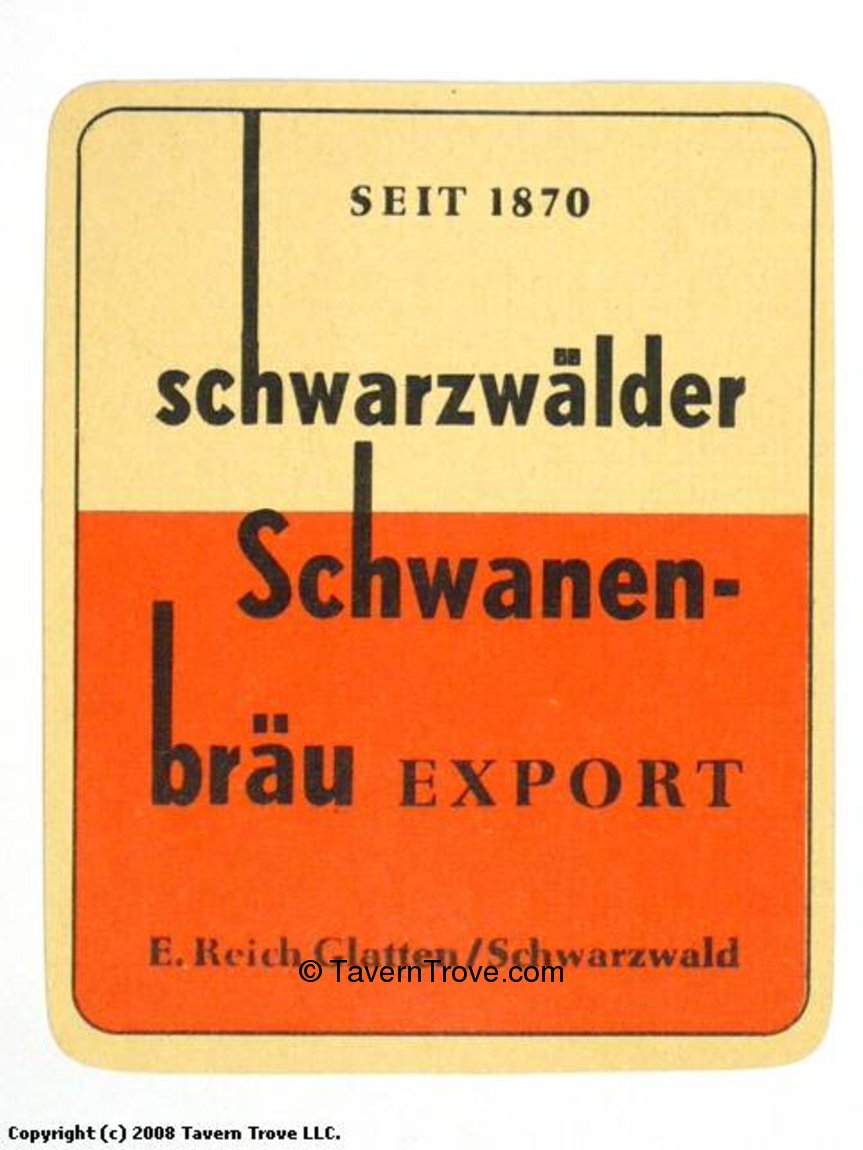 SEIT 1870
schwarzwälder
Schwanen-
bräu EXPORT
E. Reich Glatten/Schwarzwald
© TavernTrove.com
Copyright (c) 2008 Tavern Trove LLC.